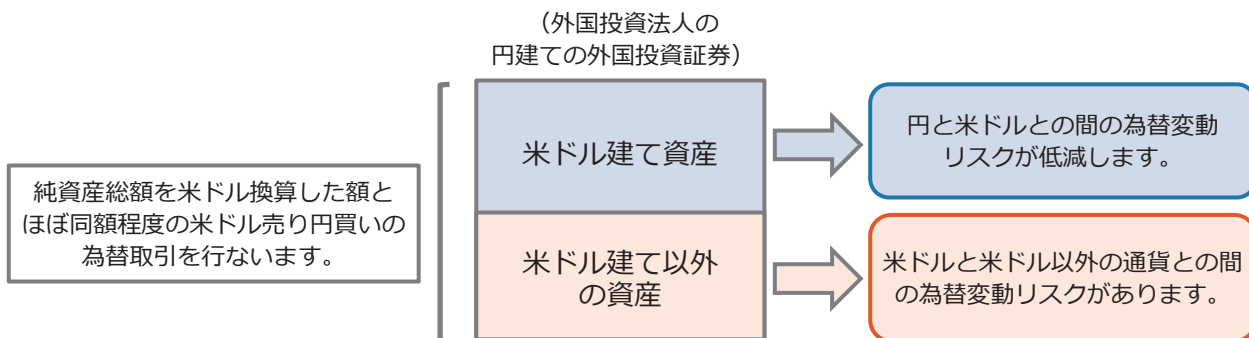 （外国投資法人の
円建ての外国投資証券）
純資産総額を米ドル換算した額と
ほぼ同額程度の米ドル売り円買いの
為替取引を行ないます。
米ドル建て資産
円と米ドルとの間の為替変動
リスクが低減します。
米ドル建て以外
の資産
米ドルと米ドル以外の通貨との間
の為替変動リスクがあります。